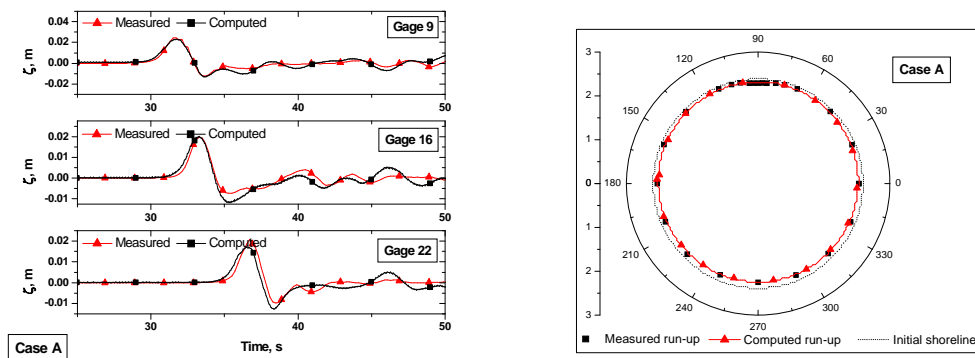 Measured Computed
Gage 9
0.04
0.02
0.00
-0.01
ζ, m
30 40 50
Measured Computed
Gage 16
0.02
0.01
0.00
-0.01
ζ, m
30 40 50
Measured Computed
Gage 22
0.02
0.01
0.00
-0.01
ζ, m
30 40 50
Case A
Time, s
90
120 60
Case A
150 30
180 0
210 330
240 300
270
3
2
1
0
1
2
3
Measured run-up Computed run-up Initial shoreline